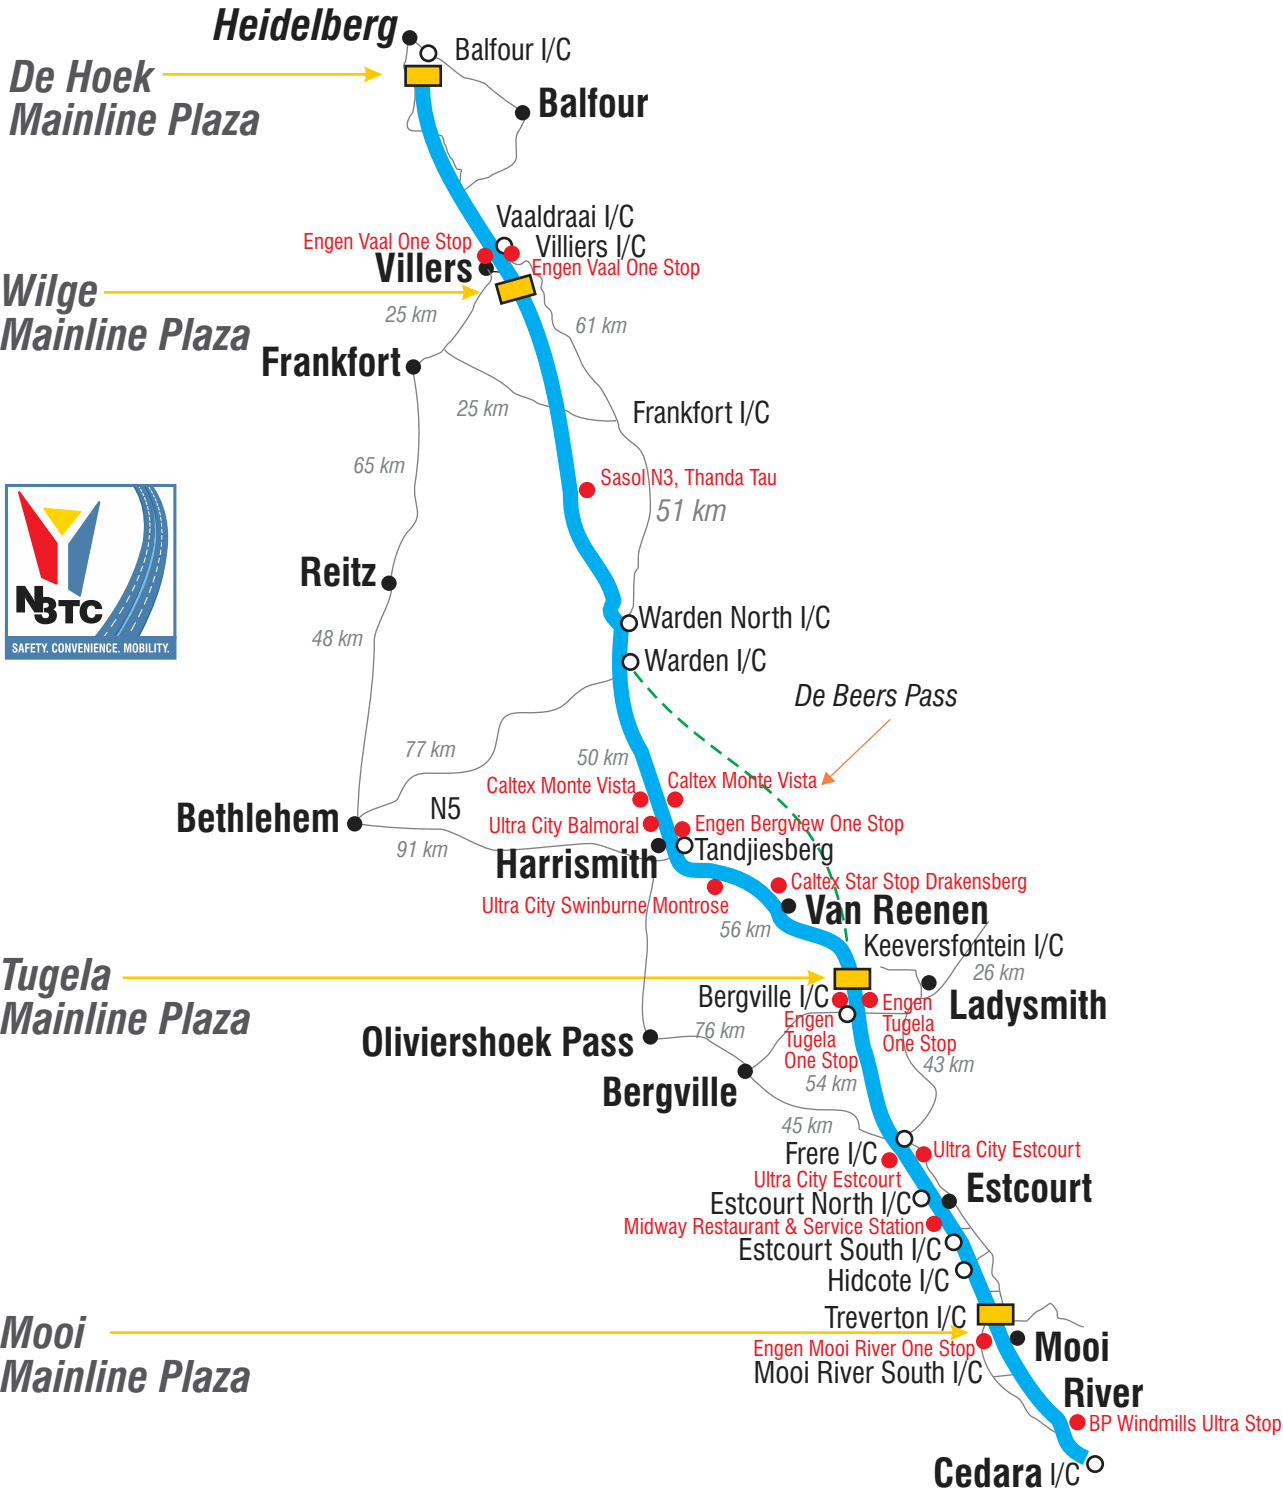 Heidelberg
Balfour I/C
De Hoek
Mainline Plaza
Balfour
Vaaldraai I/C
Engen Vaal One Stop
Villiers I/C
Villers
Engen Vaal One Stop
Wilge
Mainline Plaza
25 km
61 km
Frankfort
25 km
Frankfort I/C
65 km
Sasol N3, Thanda Tau
51 km
N3TC
SAFETY. CONVENIENCE. MOBILITY.
Reitz
48 km
Warden North I/C
Warden I/C
De Beers Pass
77 km
50 km
Caltex Monte Vista
Caltex Monte Vista
N5
Bethlehem
Ultra City Balmoral
Engen Bergview One Stop
91 km
Harrismith
Tandjiesberg
Caltex Star Stop Drakensberg
Ultra City Swinburne Montrose
Van Reenen
56 km
Keeversfontein I/C
Tugela
Mainline Plaza
26 km
Bergville I/C
Ladysmith
Engen
Tugela
One Stop
Engen
Tugela
One Stop
76 km
Oliviershoek Pass
43 km
54 km
Bergville
45 km
Frere I/C
Ultra City Estcourt
Ultra City Estcourt
Estcourt
Estcourt North I/C
Midway Restaurant & Service Station
Estcourt South I/C
Hidcote I/C
Treverton I/C
Mooi
Mainline Plaza
Engen Mooi River One Stop
Mooi
River
Mooi River South I/C
BP Windmills Ultra Stop
Cedara I/C